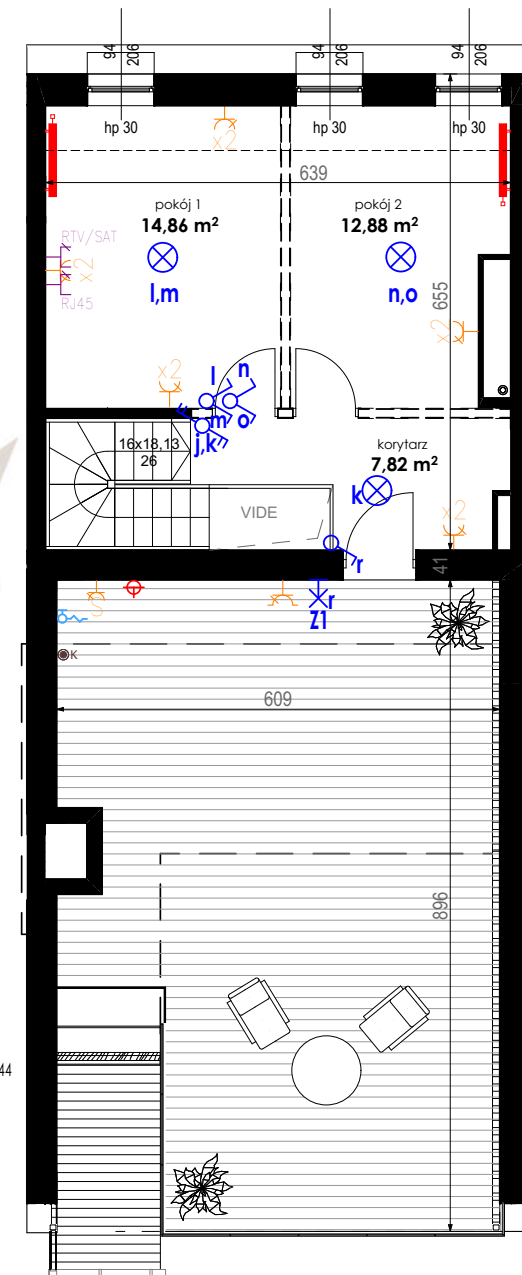 94
206
94
206
94
206
hp 30
hp 30
hp 30
x2
639
pokój 1
14,86 m²
pokój 2
12,88 m²
RTV/SAT
x2
RJ45
l,m
n,o
655
x2
x2
l
n
m
o
j,k
16x18,13
26
korytarz
7,82 m²
k
VIDE
x2
r
41
S
r
Z1
K
609
896
44